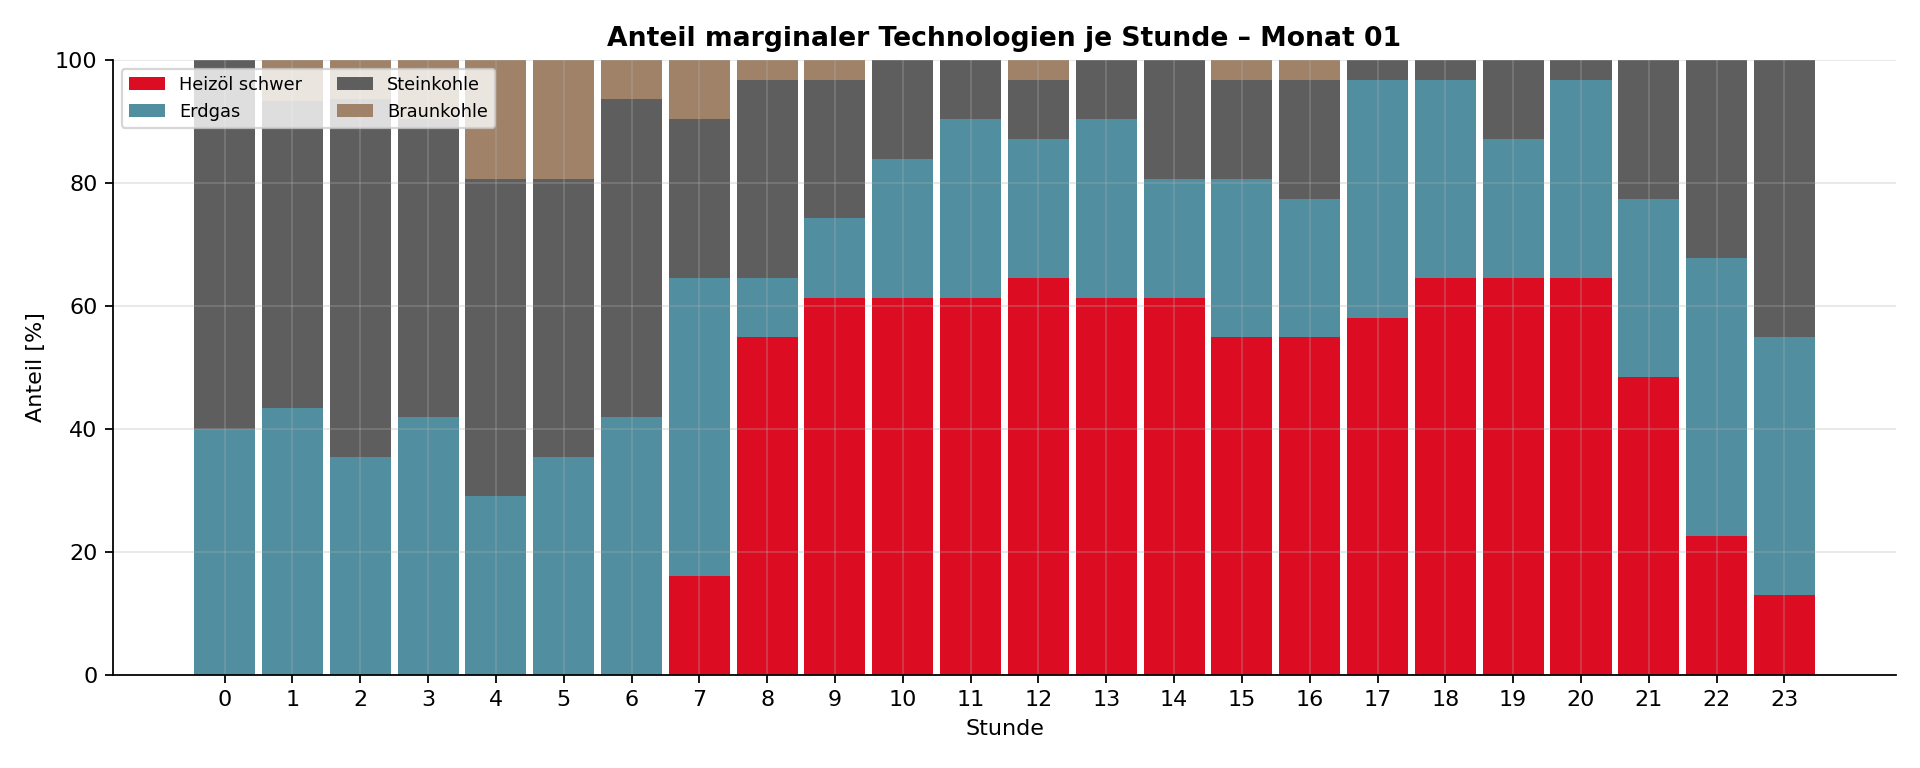 Anteil marginaler Technologien je Stunde – Monat 01
Heizöl schwer
Erdgas
Steinkohle
Braunkohle
Anteil [%]
100
80
60
40
20
0
0 1 2 3 4 5 6 7 8 9 10 11 12 13 14 15 16 17 18 19 20 21 22 23
Stunde